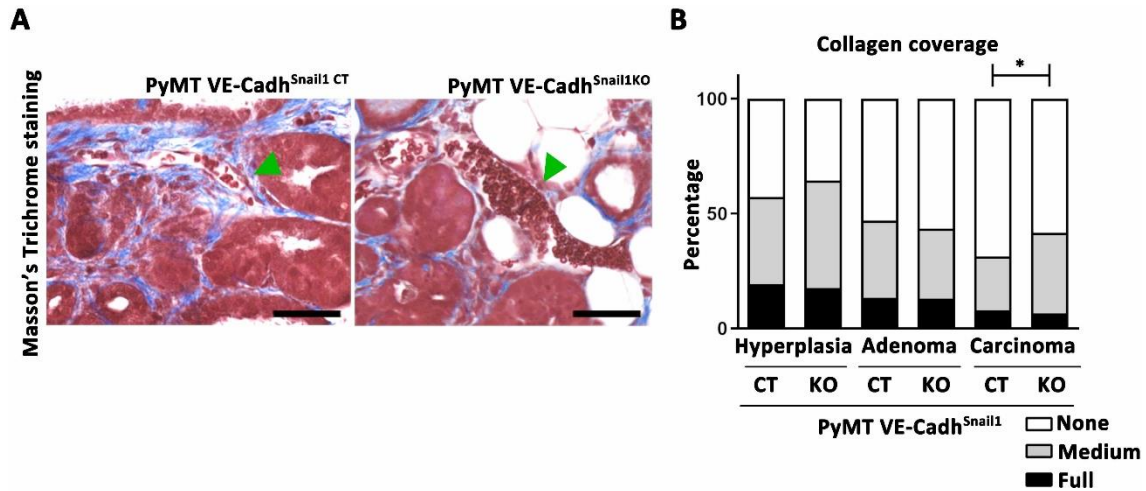 A
Masson's Trichrome staining
PyMT VE-Cadh^Snail1 CT
PyMT VE-Cadh^Snail1KO
B
Collagen coverage
*
Percentage
100
50
0
Hyperplasia Adenoma Carcinoma
CT KO CT KO CT KO
PyMT VE-Cadh^Snail1
None
Medium
Full